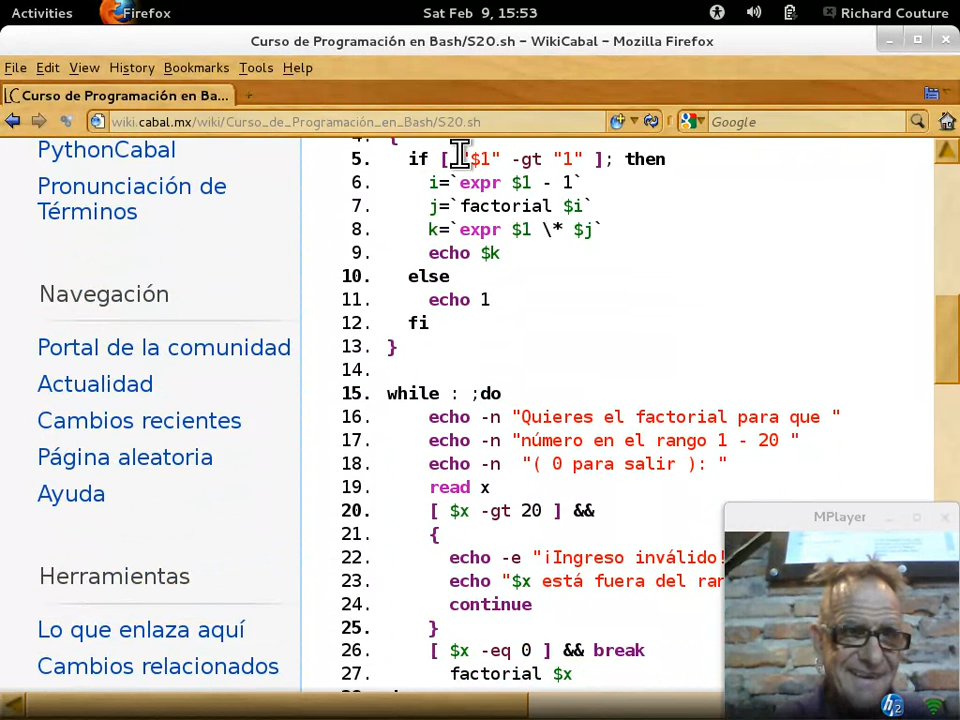 Activities Firefox Sat Feb 9, 15:53 Richard Couture
Curso de Programación en Bash/S20.sh – WikiCabal – Mozilla Firefox
File Edit View History Bookmarks Tools Help
Curso de Programación en Ba...
wiki.cabal.mx/wiki/Curso_de_Programación_en_Bash/S20.sh Google
PythonCabal
Pronunciación de
Términos
Navegación
Portal de la comunidad
Actualidad
Cambios recientes
Página aleatoria
Ayuda
Herramientas
Lo que enlaza aquí
Cambios relacionados
4. {
5. if [ "$1" -gt "1" ]; then
6. i=`expr $1 - 1`
7. j=`factorial $i`
8. k=`expr $1 \* $j`
9. echo $k
10. else
11. echo 1
12. fi
13. }
14.
15. while : ;do
16. echo -n "Quieres el factorial para que "
17. echo -n "número en el rango 1 - 20 "
18. echo -n "( 0 para salir ): "
19. read x
20. [ $x -gt 20 ] &&
21. {
22. echo -e "¡Ingreso inválido!
23. echo "$x está fuera del ran
24. continue
25. }
26. [ $x -eq 0 ] && break
27. factorial $x
MPlayer